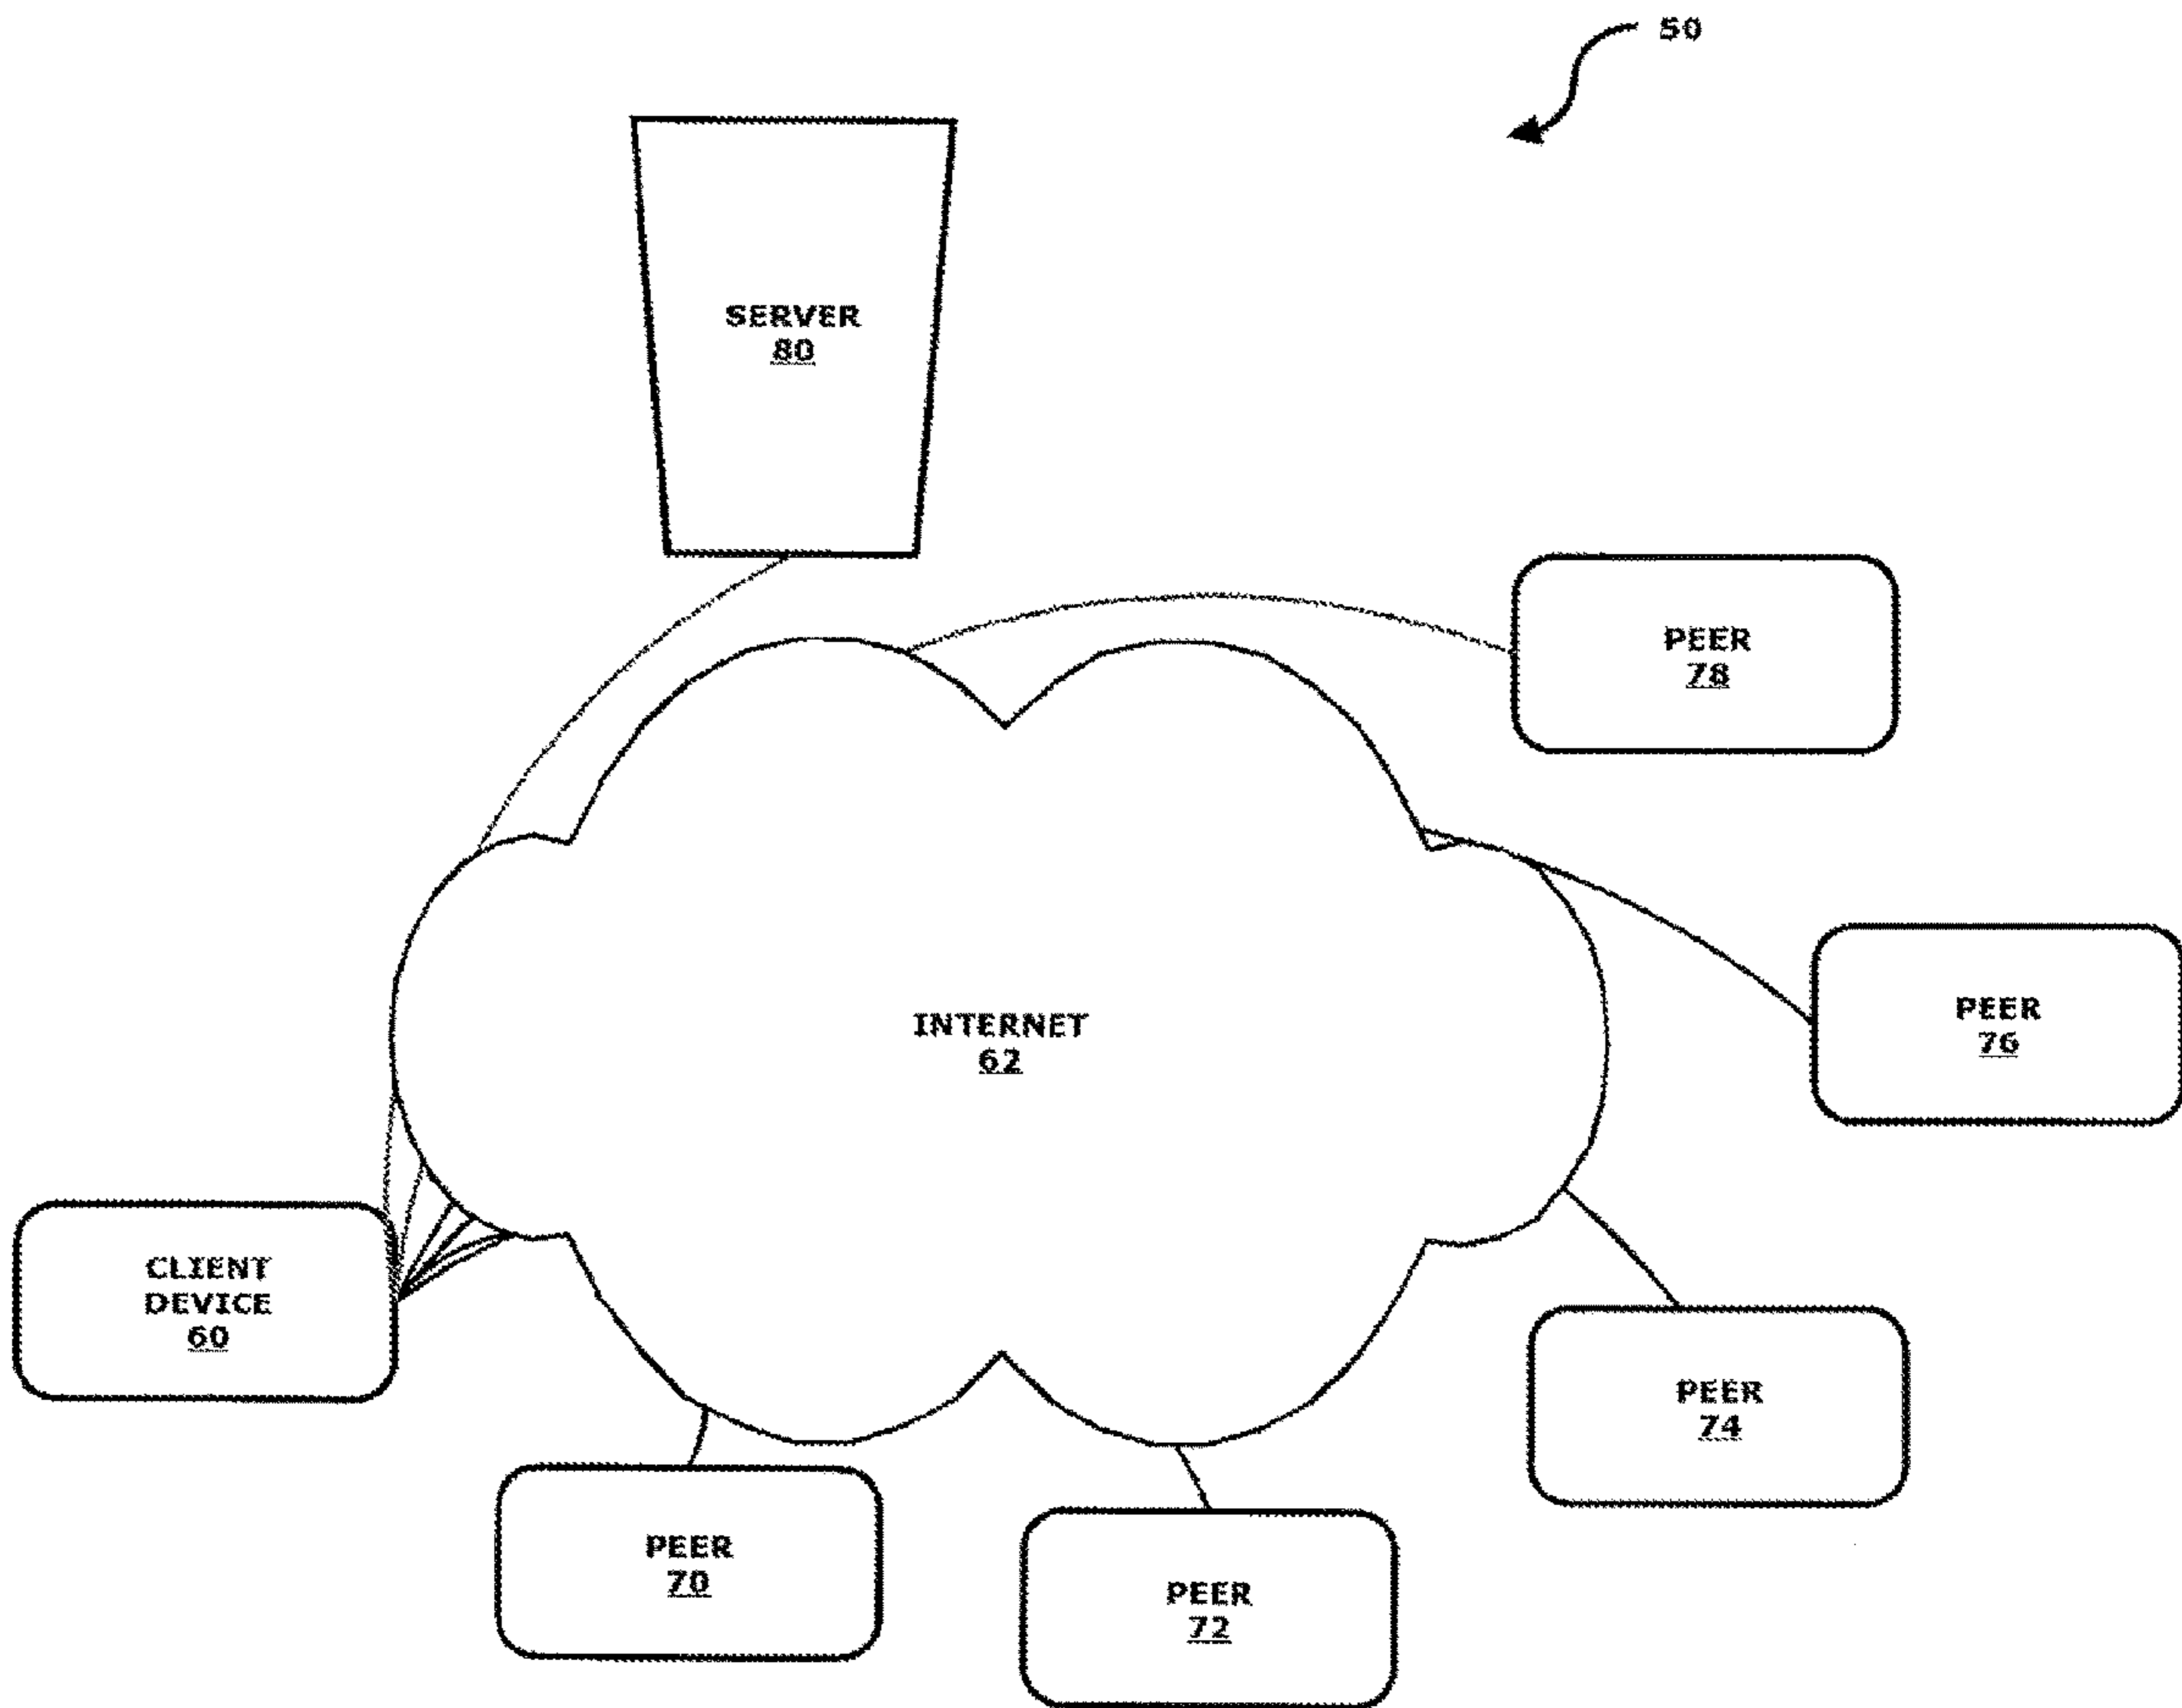 50
SERVER
80
PEER
78
INTERNET
62
PEER
76
CLIENT
DEVICE
60
PEER
74
PEER
70
PEER
72